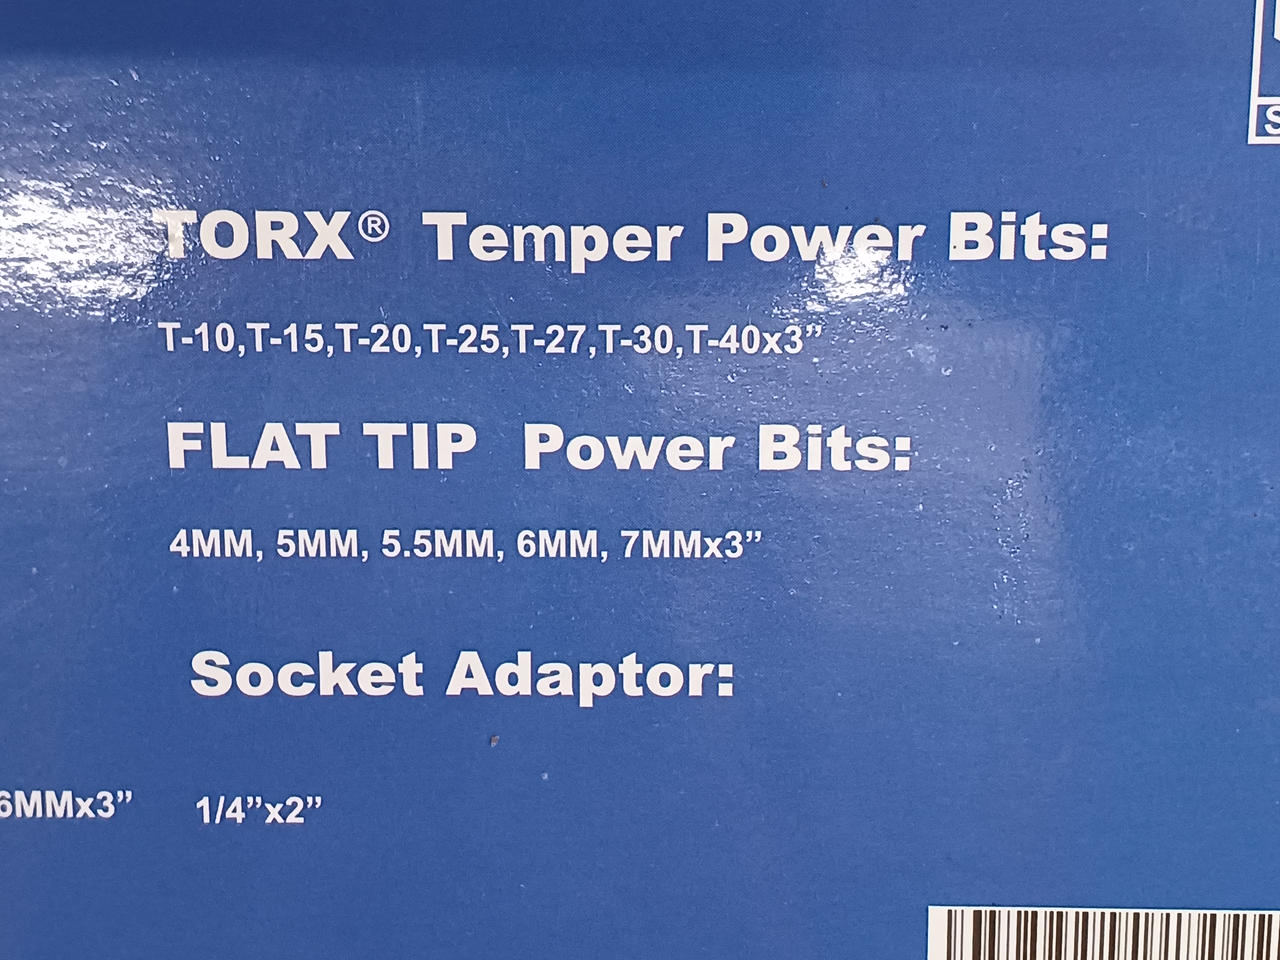 TORX® Temper Power Bits:
T-10,T-15,T-20,T-25,T-27,T-30,T-40x3”
FLAT TIP Power Bits:
4MM, 5MM, 5.5MM, 6MM, 7MMx3”
Socket Adaptor:
6MMx3”
1/4”x2”